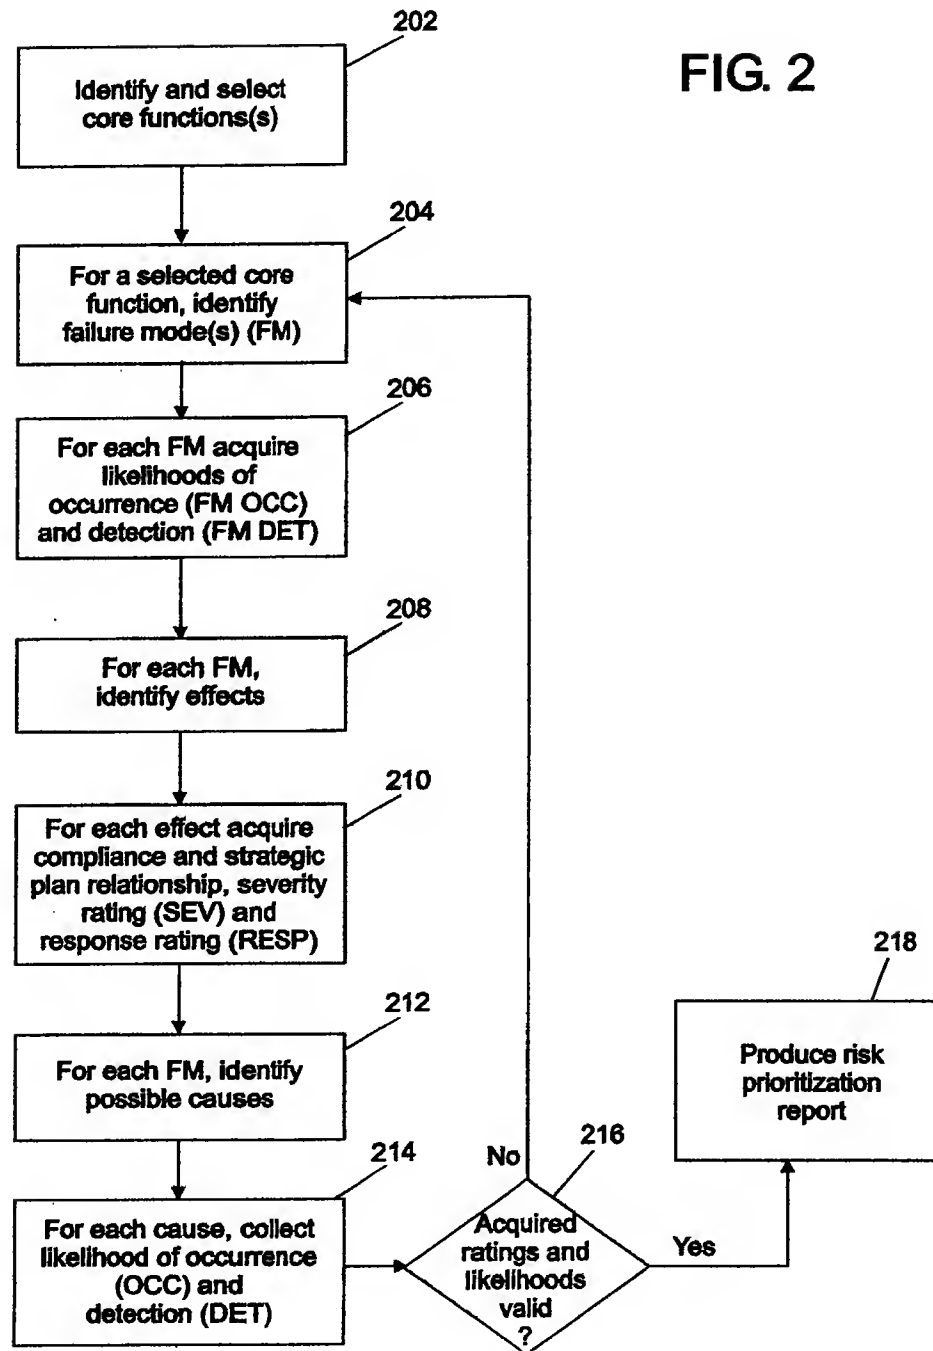 FIG. 2
202
Identify and select
core functions(s)
204
For a selected core
function, identify
failure mode(s) (FM)
206
For each FM acquire
likelihoods of
occurrence (FM OCC)
and detection (FM DET)
208
For each FM,
identify effects
210
For each effect acquire
compliance and strategic
plan relationship, severity
rating (SEV) and
response rating (RESP)
212
For each FM, identify
possible causes
214
For each cause, collect
likelihood of occurrence
(OCC) and
detection (DET)
216
Acquired
ratings and
likelihoods
valid
?
No
Yes
218
Produce risk
prioritization
report